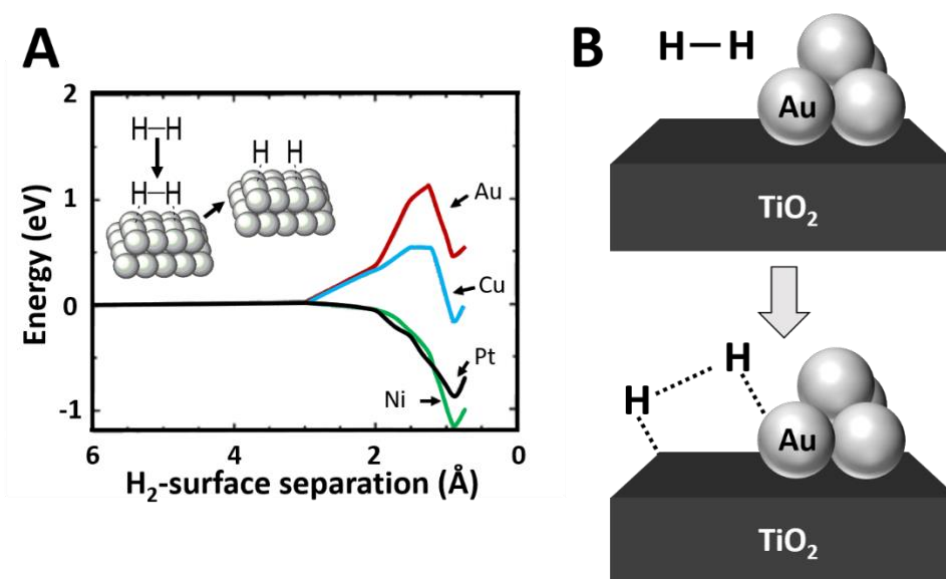 A
2
1
0
-1
Energy (eV)
H–H
H–H
H H
Au
Cu
Pt
Ni
6 4 2 0
H₂-surface separation (Å)
B
H–H
Au
TiO₂
H H
Au
TiO₂